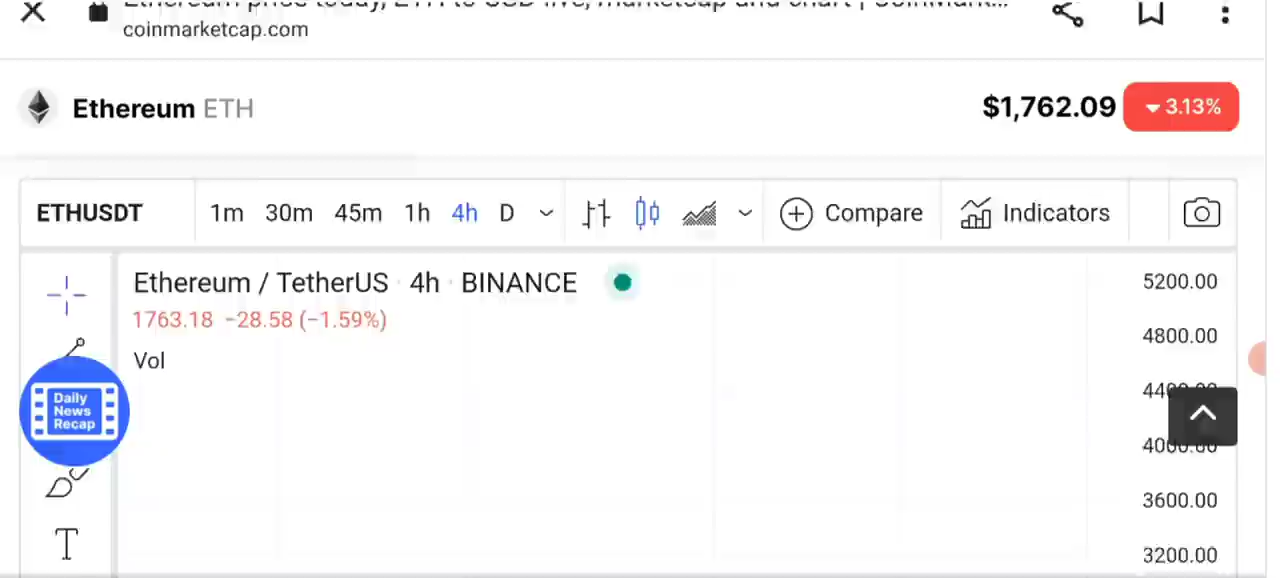 coinmarketcap.com
Ethereum ETH
$1,762.09
3.13%
ETHUSDT
1m 30m 45m 1h 4h D
Compare
Indicators
Ethereum / TetherUS · 4h · BINANCE
1763.18 −28.58 (−1.59%)
Vol
Daily
News
Recap
T
5200.00
4800.00
3600.00
3200.00